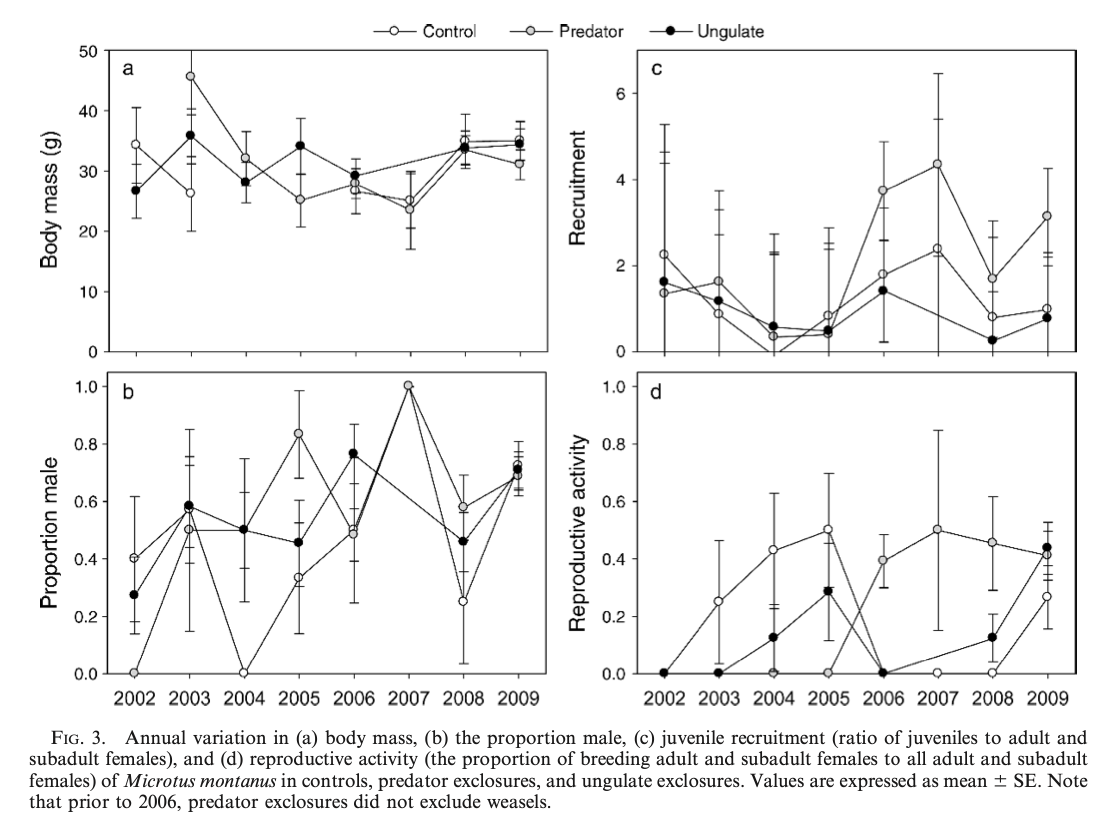 Control Predator Ungulate
a
50
40
30
20
10
0
Body mass (g)
c
6
4
2
0
Recruitment
b
1.0
0.8
0.6
0.4
0.2
0.0
Proportion male
2002 2003 2004 2005 2006 2007 2008 2009
d
1.0
0.8
0.6
0.4
0.2
0.0
Reproductive activity
2002 2003 2004 2005 2006 2007 2008 2009
FIG. 3. Annual variation in (a) body mass, (b) the proportion male, (c) juvenile recruitment (ratio of juveniles to adult and
subadult females), and (d) reproductive activity (the proportion of breeding adult and subadult females to all adult and subadult
females) of Microtus montanus in controls, predator exclosures, and ungulate exclosures. Values are expressed as mean ± SE. Note
that prior to 2006, predator exclosures did not exclude weasels.